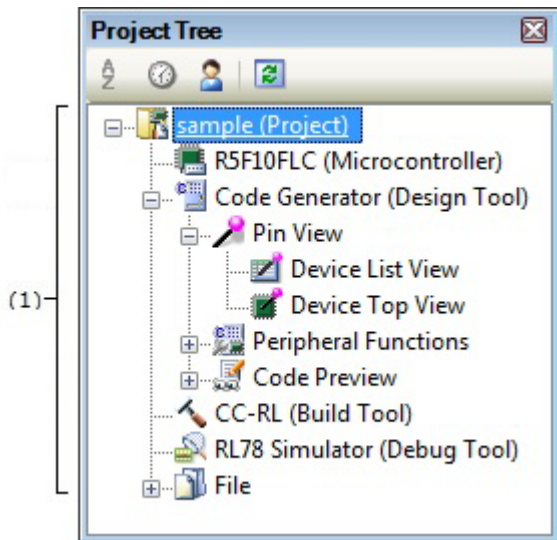 Project Tree
A
Z
(1)
sample (Project)
R5F10FLC (Microcontroller)
Code Generator (Design Tool)
Pin View
Device List View
Device Top View
Peripheral Functions
Code Preview
CC-RL (Build Tool)
RL78 Simulator (Debug Tool)
File